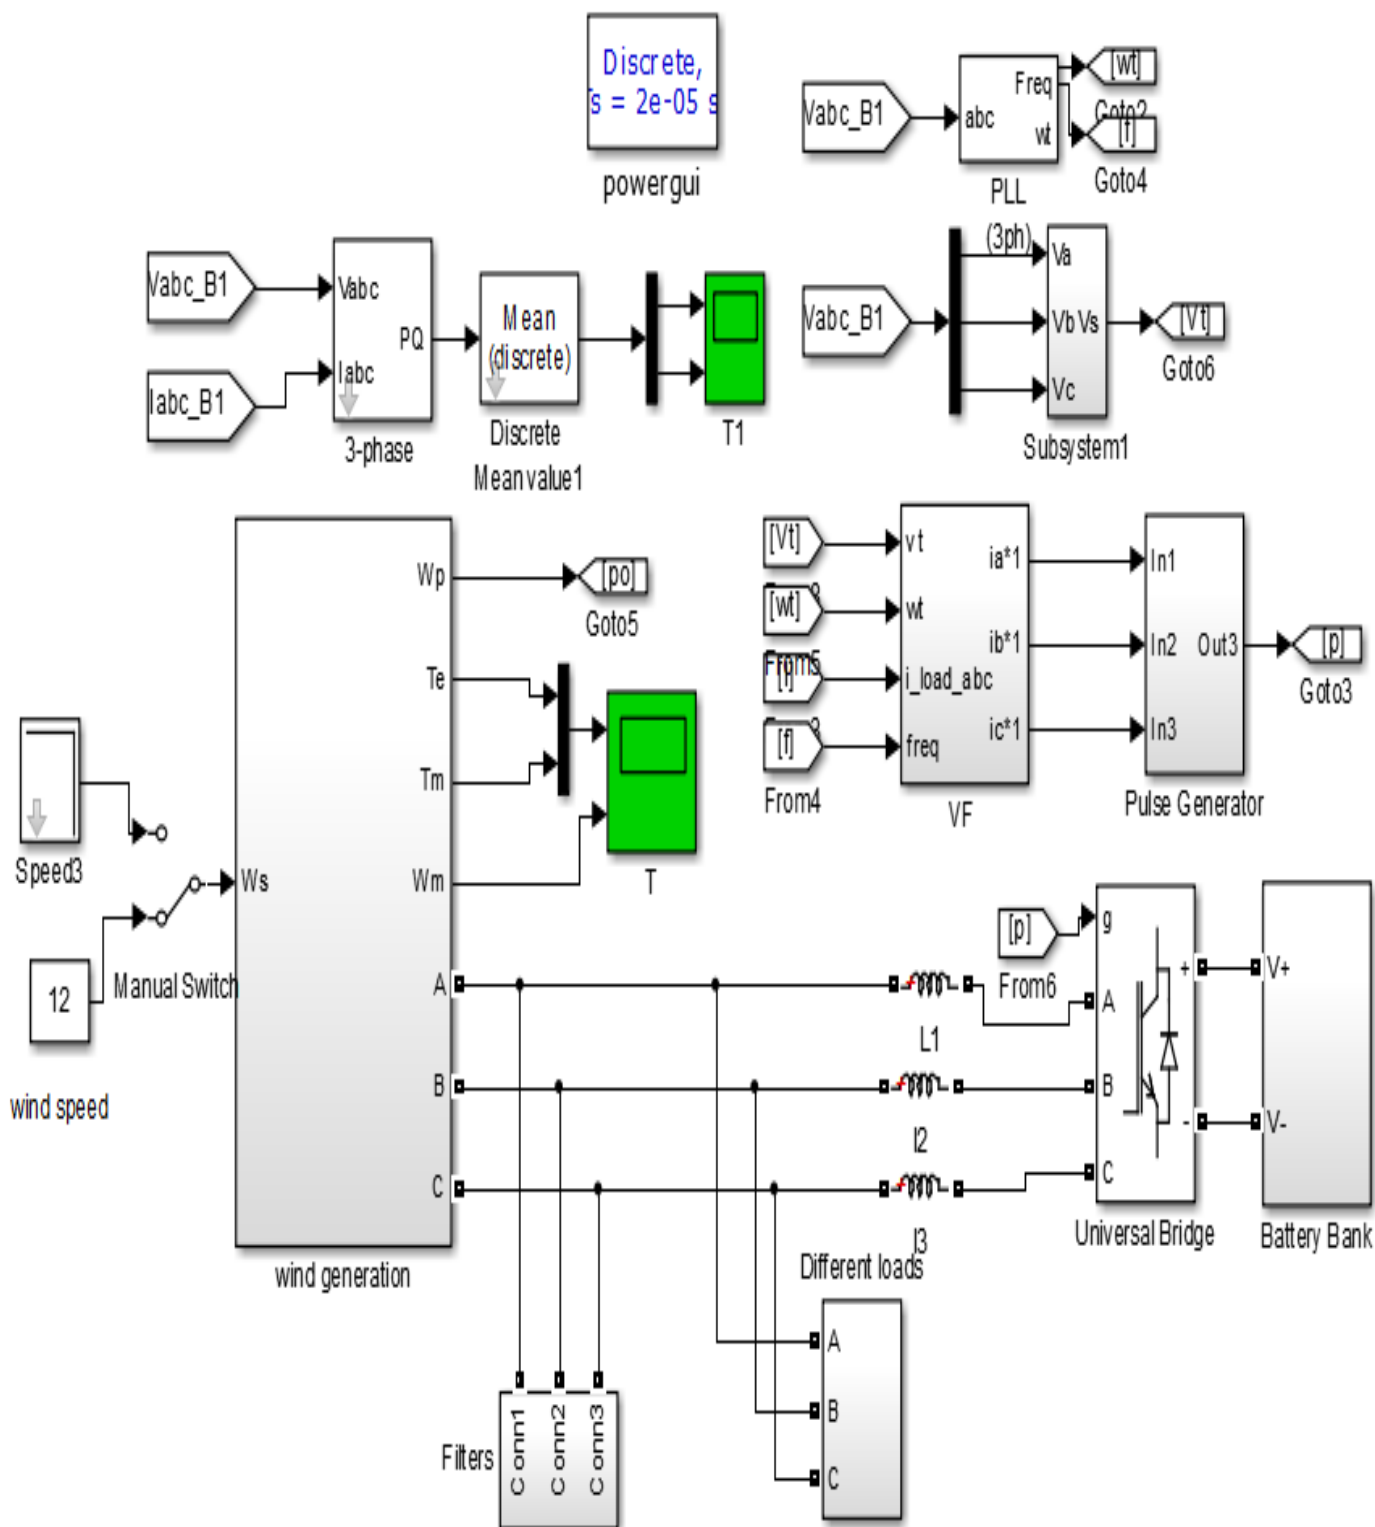 Discrete,
s = 2e-05 s
powergui
Vabc_B1
abc
Freq
wt
PLL
(3ph)
[wt]
Goto2
[f]
Goto4
Vabc_B1
Iabc_B1
Vabc
Iabc
PQ
3-phase
Mean
(discrete)
Discrete
Mean value1
T1
Vabc_B1
Va
Vb Vs
Vc
Subsystem1
[Vt]
Goto6
Wp
Te
Tm
Wm
Ws
A
B
C
wind generation
[po]
Goto5
T
Speed3
12
wind speed
Manual Switch
[Vt]
[wt]
From5
[f]
From4
vt
wt
i_load_abc
freq
ia*1
ib*1
ic*1
VF
In1
In2
In3
Out3
Pulse Generator
[p]
Goto3
[p]
From6
L1
l2
l3
g
A
B
C
+
-
Universal Bridge
V+
V-
Battery Bank
Different loads
A
B
C
Filters
Conn1
Conn2
Conn3